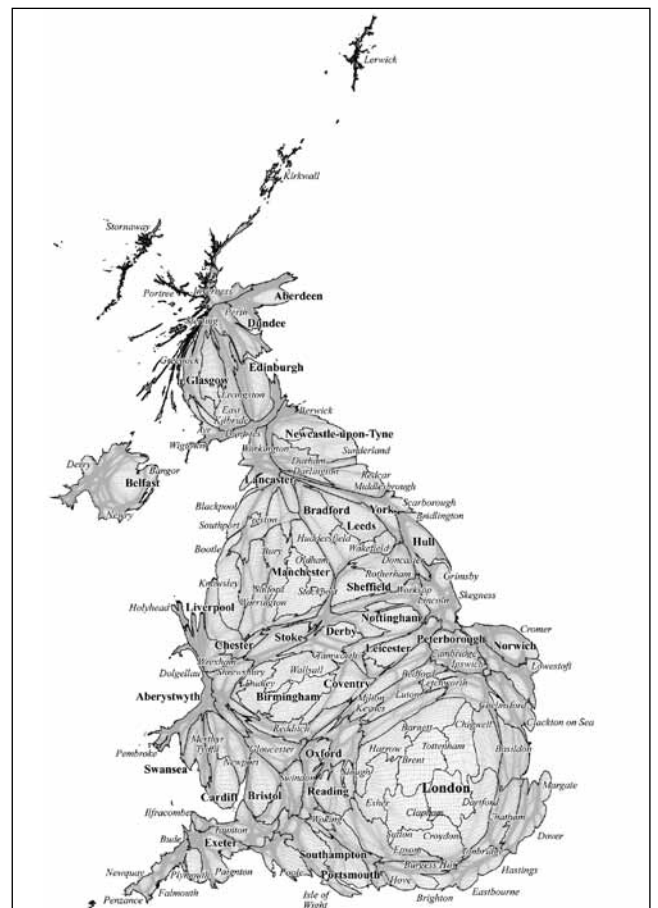 Lerwick
Kirkwall
Stornaway
Portree
Inverness
Aberdeen
Perth
Stirling
Dundee
Greenock
Edinburgh
Glasgow
Livingston
East
Kilbride
Berwick
Ayr
Newcastle-upon-Tyne
Wigtown
Sunderland
Workington
Durham
Darlington
Redcar
Middlesbrough
Derry
Bangor
Belfast
Newry
Lancaster
Scarborough
Blackpool
Bradford
York
Bridlington
Preston
Southport
Leeds
Huddersfield
Hull
Bootle
Bury
Wakefield
Oldham
Doncaster
Manchester
Rotherham
Grimsby
Knowsley
Salford
Stockport
Sheffield
Worksop
Skegness
Warrington
Lincoln
Holyhead
Liverpool
Nottingham
Cromer
Stokes
Derby
Peterborough
Chester
Leicester
Norwich
Cambridge
Wrexham
Tamworth
Ipswich
Lowestoft
Dolgellau
Shrewsbury
Walsall
Bedford
Dudley
Coventry
Letchworth
Aberystwyth
Birmingham
Milton
Keynes
Luton
Chelmsford
Clackton on Sea
Redditch
Barnett
Chigwell
Merthyr
Tydfil
Pembroke
Gloucester
Oxford
Harrow
Tottenham
Basildon
Newport
Brent
Swansea
Swindon
Slough
London
Margate
Cardiff
Bristol
Reading
Esher
Dartford
Ilfracombe
Clapham
Chatham
Woking
Bude
Taunton
Sutton
Croydon
Dover
Exeter
Epsom
Tonbridge
Southampton
Burgess Hill
Hastings
Newquay
Plymouth
Paignton
Poole
Portsmouth
Hove
Eastbourne
Penzance
Falmouth
Isle of
Wight
Brighton